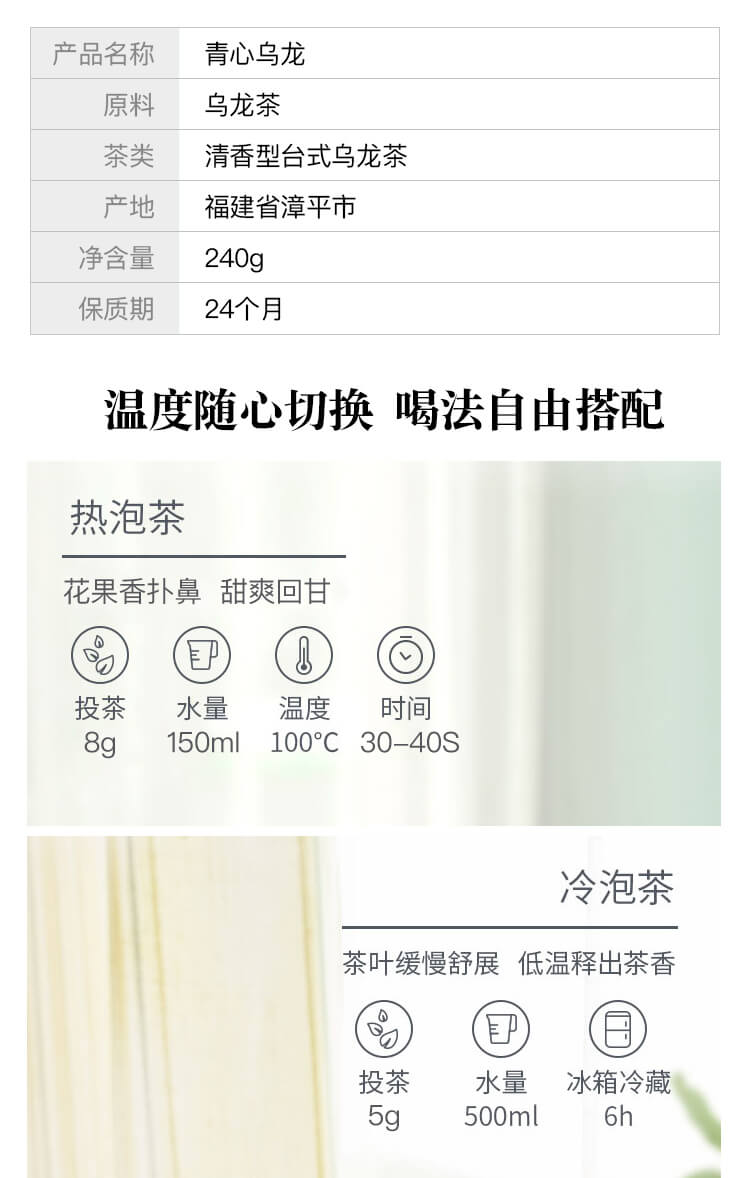 产品名称 青心乌龙
原料 乌龙茶
茶类 清香型台式乌龙茶
产地 福建省漳平市
净含量 240g
保质期 24个月
温度随心切换 喝法自由搭配
热泡茶
花果香扑鼻 甜爽回甘
投茶 水量 温度 时间
8g 150ml 100℃ 30-40S
冷泡茶
茶叶缓慢舒展 低温释出茶香
投茶 水量 冰箱冷藏
5g 500ml 6h